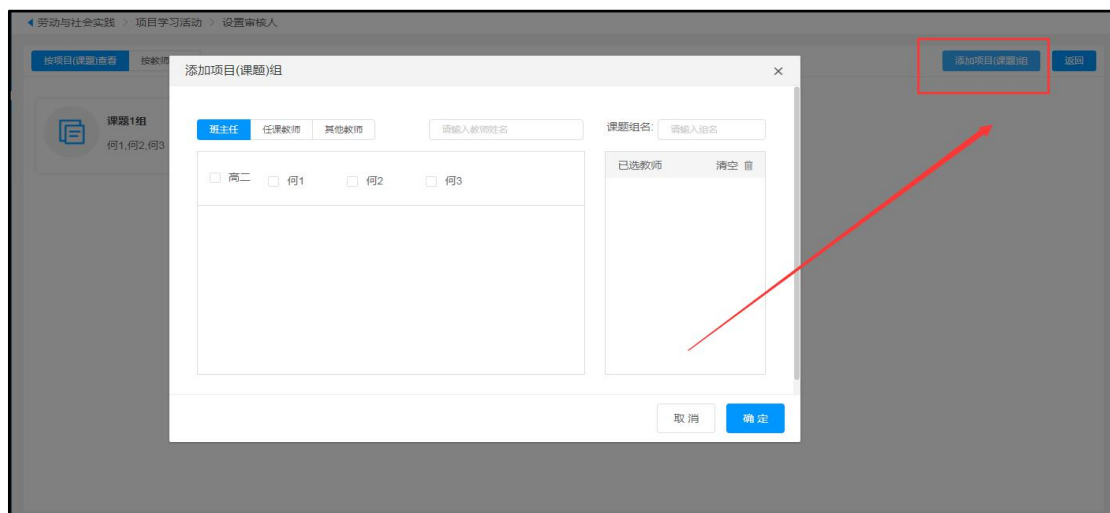 劳动与社会实践 > 项目学习活动 > 设置审核人
按项目(课题)查看 按教师
添加项目(课题)组 返回
课题1组
何1,何2,何3
添加项目(课题)组
班主任 任课教师 其他教师 请输入教师姓名
课题组名: 请输入组名
已选教师 清空
高二 何1 何2 何3
取消 确定